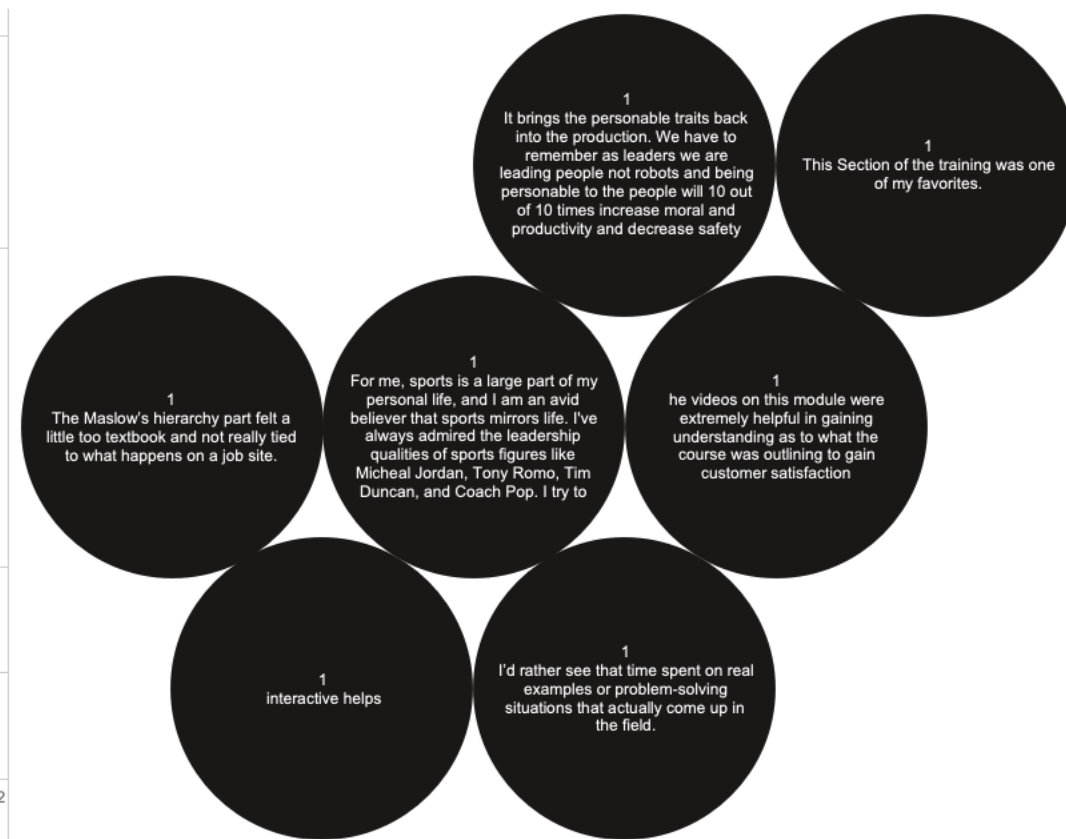 1
It brings the personable traits back
into the production. We have to
remember as leaders we are
leading people not robots and being
personable to the people will 10 out
of 10 times increase moral and
productivity and decrease safety
1
This Section of the training was one
of my favorites.
1
The Maslow's hierarchy part felt a
little too textbook and not really tied
to what happens on a job site.
1
For me, sports is a large part of my
personal life, and I am an avid
believer that sports mirrors life. I've
always admired the leadership
qualities of sports figures like
Micheal Jordan, Tony Romo, Tim
Duncan, and Coach Pop. I try to
1
he videos on this module were
extremely helpful in gaining
understanding as to what the
course was outlining to gain
customer satisfaction
1
interactive helps
1
I'd rather see that time spent on real
examples or problem-solving
situations that actually come up in
the field.
2